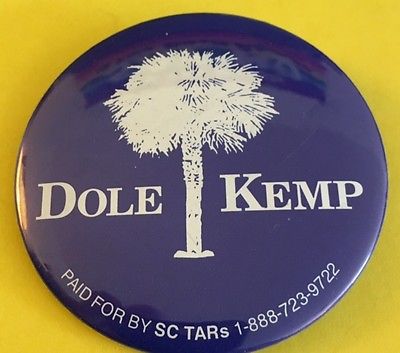 DOLE KEMP
PAID FOR BY SC TARs 1-888-723-9722